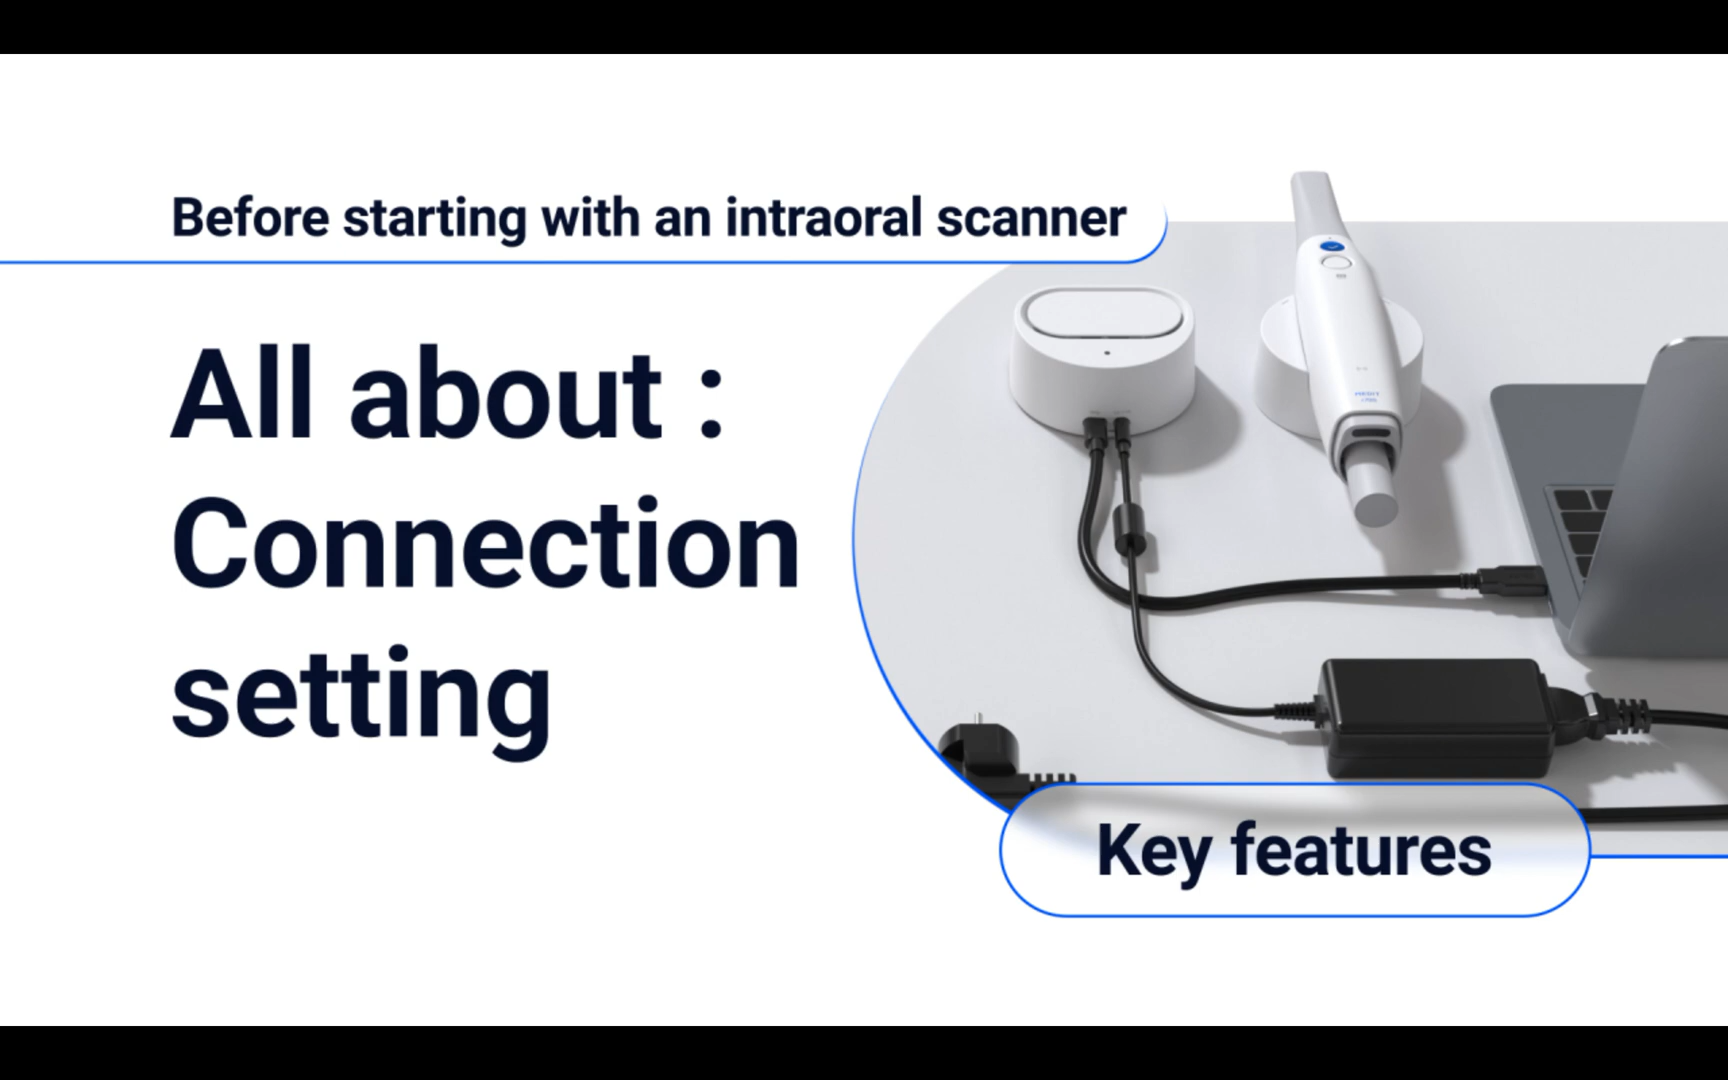 Before starting with an intraoral scanner
All about :
Connection
setting
Key features